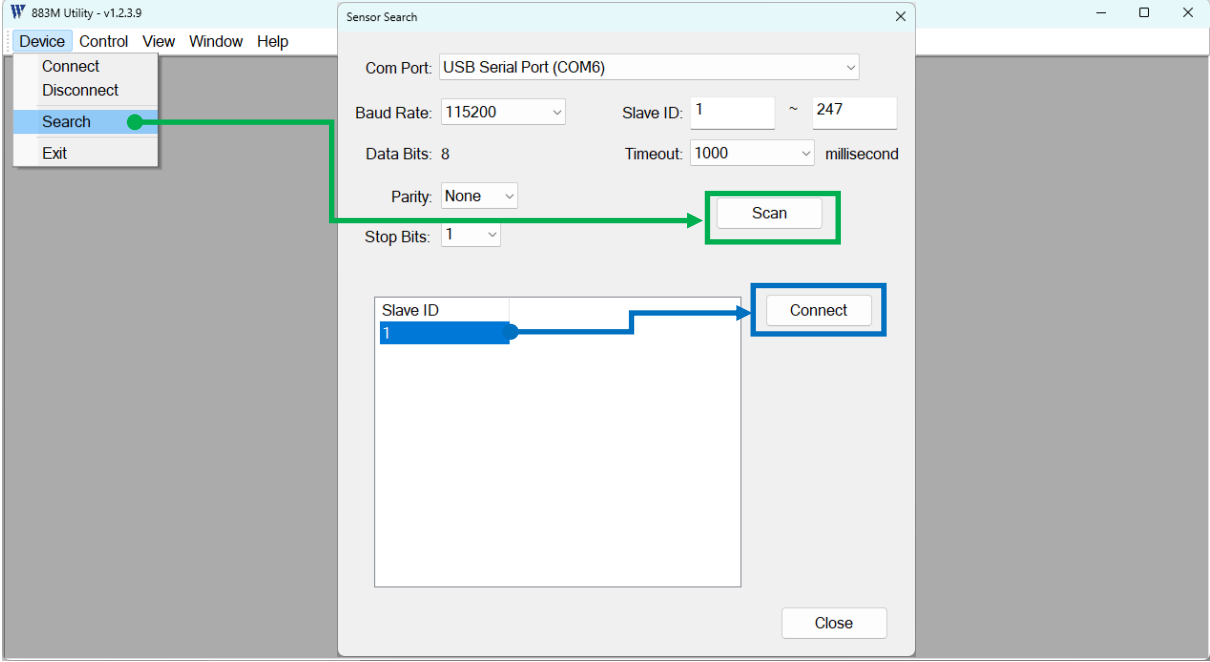 883M Utility - v1.2.3.9
Device Control View Window Help
Connect
Disconnect
Search
Exit
Sensor Search
Com Port: USB Serial Port (COM6)
Baud Rate: 115200 Slave ID: 1 ~ 247
Data Bits: 8 Timeout: 1000 millisecond
Parity: None
Scan
Stop Bits: 1
Slave ID
1
Connect
Close